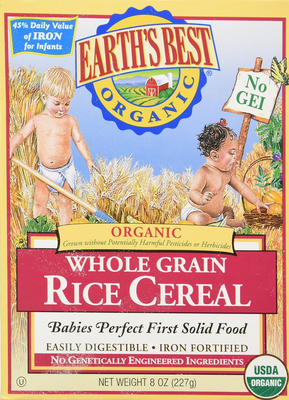 45% Daily Value
of IRON
for Infants
EARTH'S BEST
®
ORGANIC
No
GEI
ORGANIC
Grown without Potentially Harmful Pesticides or Herbicides
WHOLE GRAIN
RICE CEREAL
Babies Perfect First Solid Food
EASILY DIGESTIBLE • IRON FORTIFIED
NO GENETICALLY ENGINEERED INGREDIENTS
U
NET WEIGHT 8 OZ (227g)
USDA
ORGANIC